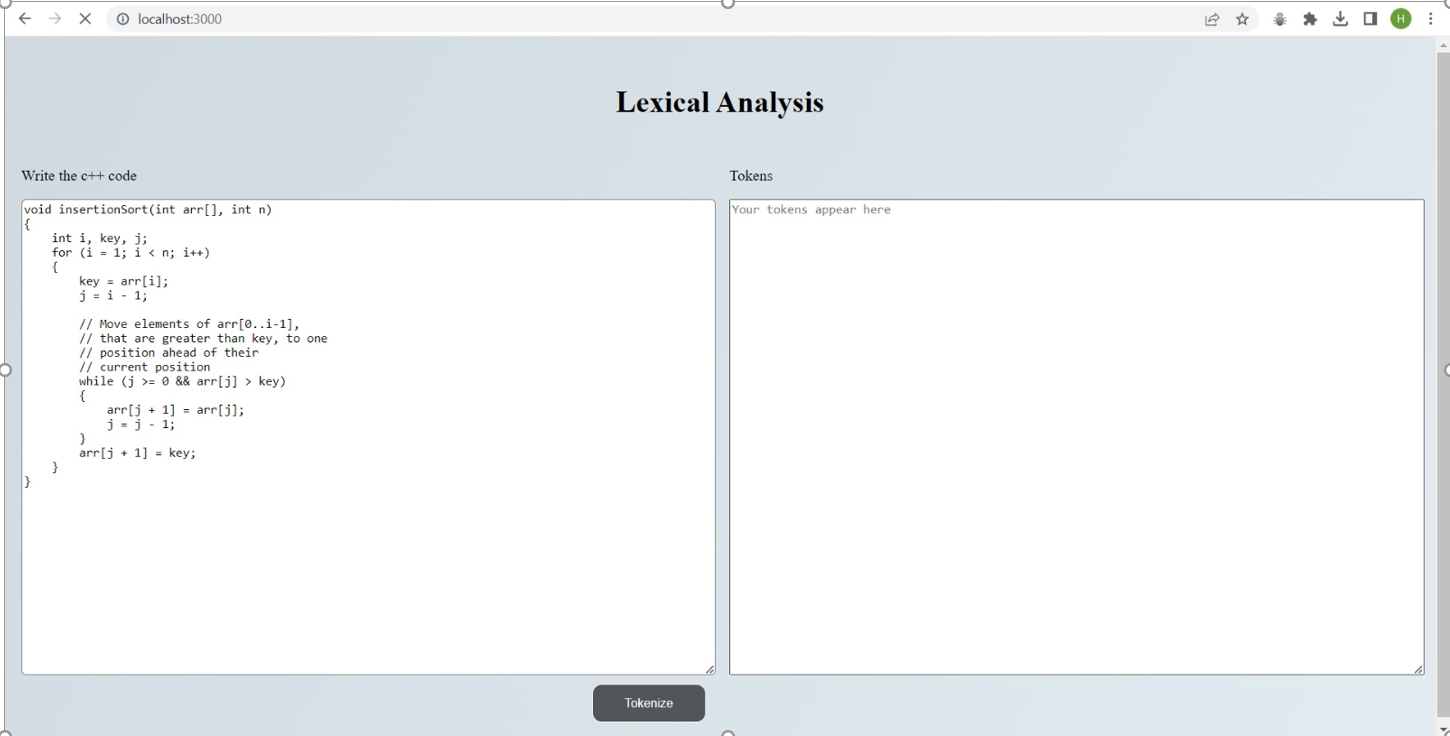 localhost:3000
H
Lexical Analysis
Write the c++ code
void insertionSort(int arr[], int n)
{
    int i, key, j;
    for (i = 1; i < n; i++)
    {
        key = arr[i];
        j = i - 1;

        // Move elements of arr[0..i-1],
        // that are greater than key, to one
        // position ahead of their
        // current position
        while (j >= 0 && arr[j] > key)
        {
            arr[j + 1] = arr[j];
            j = j - 1;
        }
        arr[j + 1] = key;
    }
}
Tokens
Your tokens appear here
Tokenize